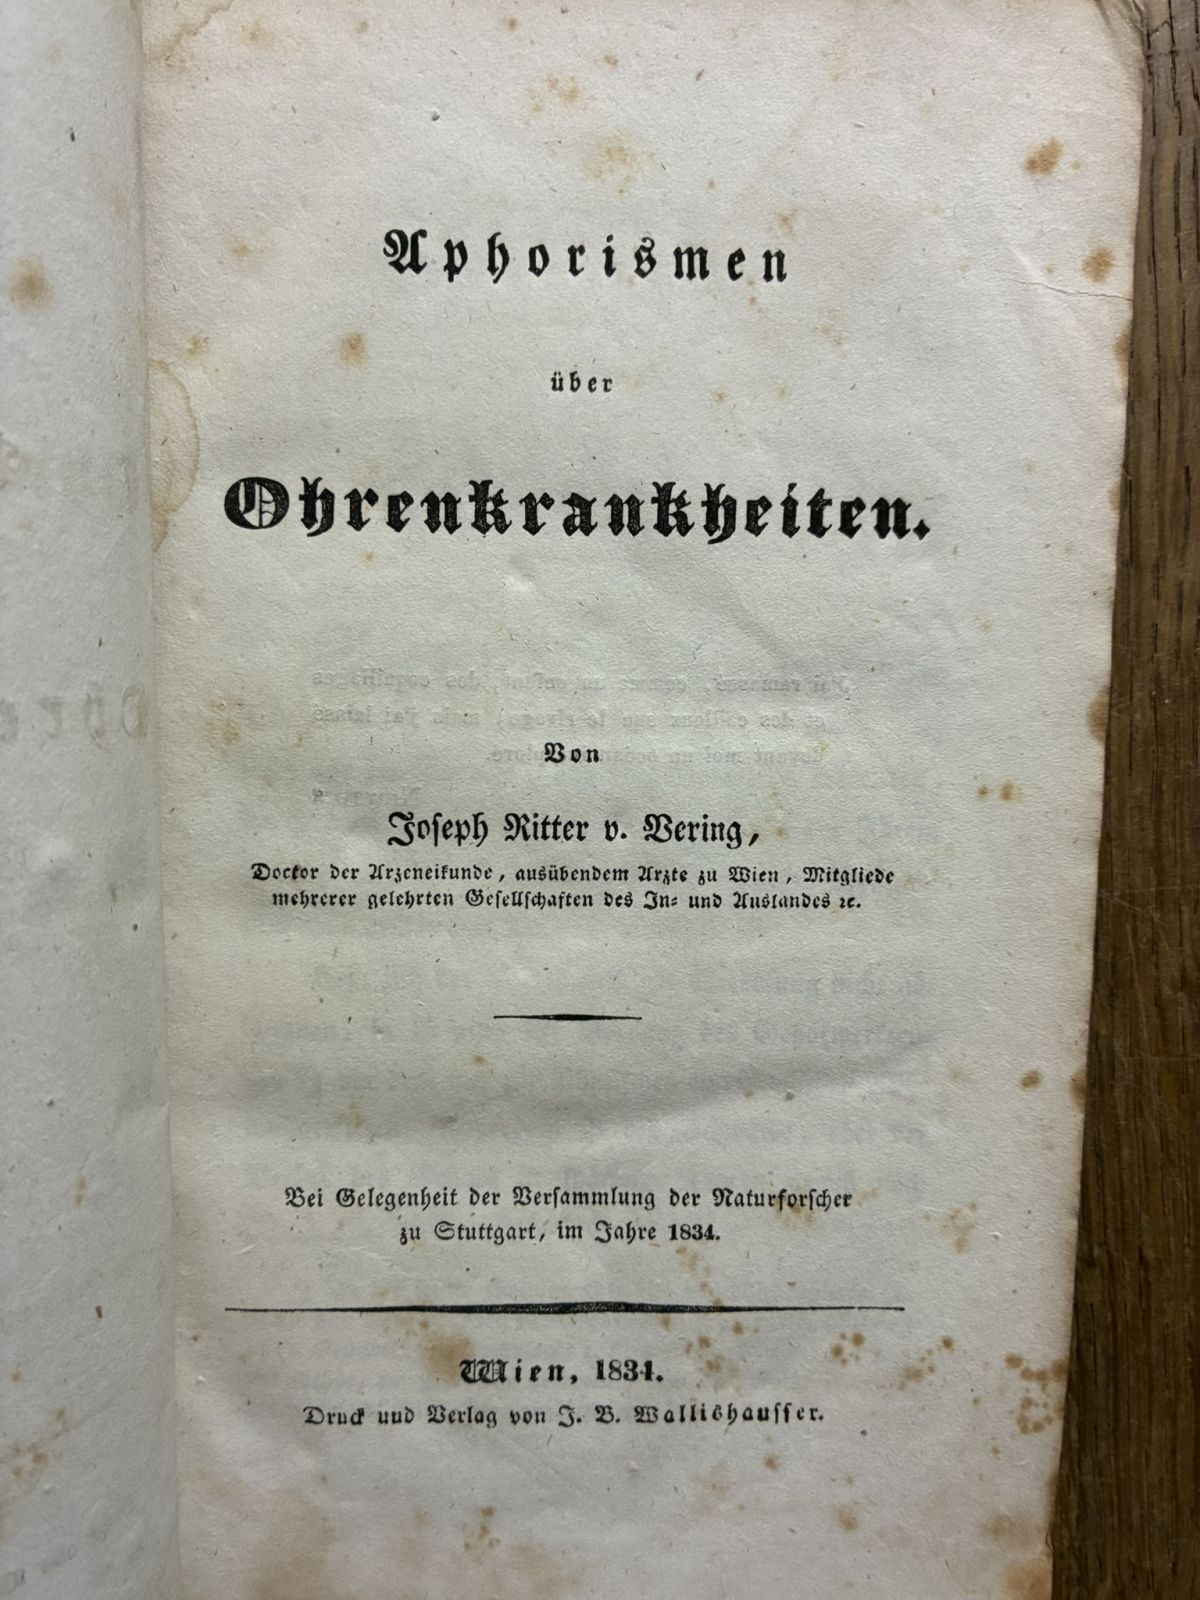 Aphorismen
über
Ohrenkrankheiten.
Von
Joseph Ritter v. Vering,
Doctor der Arzeneikunde, ausübendem Arzte zu Wien, Mitgliede
mehrerer gelehrten Gesellschaften des In- und Auslandes ꝛc.
Bei Gelegenheit der Versammlung der Naturforscher
zu Stuttgart, im Jahre 1834.
Wien, 1834.
Druck und Verlag von J. B. Wallishausser.